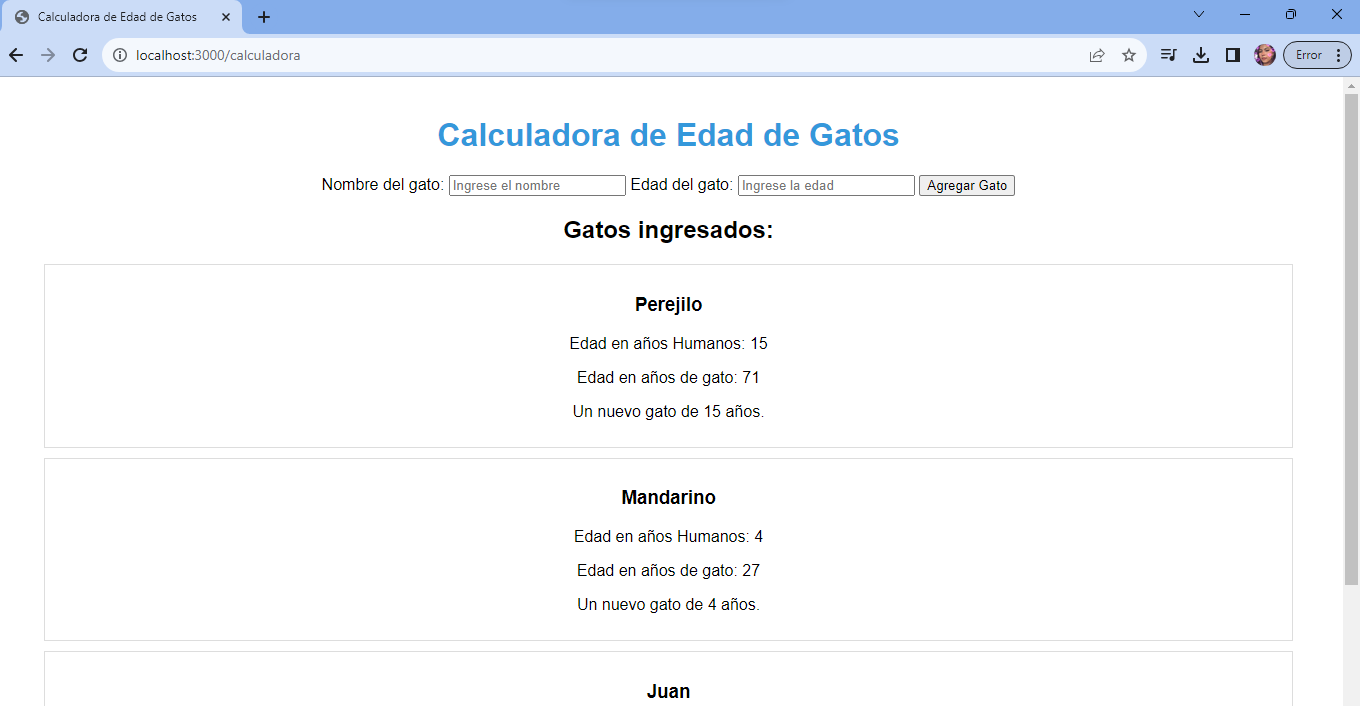 Calculadora de Edad de Gatos
localhost:3000/calculadora
Error
Calculadora de Edad de Gatos
Nombre del gato: Ingrese el nombre Edad del gato: Ingrese la edad Agregar Gato
Gatos ingresados:
Perejilo
Edad en años Humanos: 15
Edad en años de gato: 71
Un nuevo gato de 15 años.
Mandarino
Edad en años Humanos: 4
Edad en años de gato: 27
Un nuevo gato de 4 años.
Juan